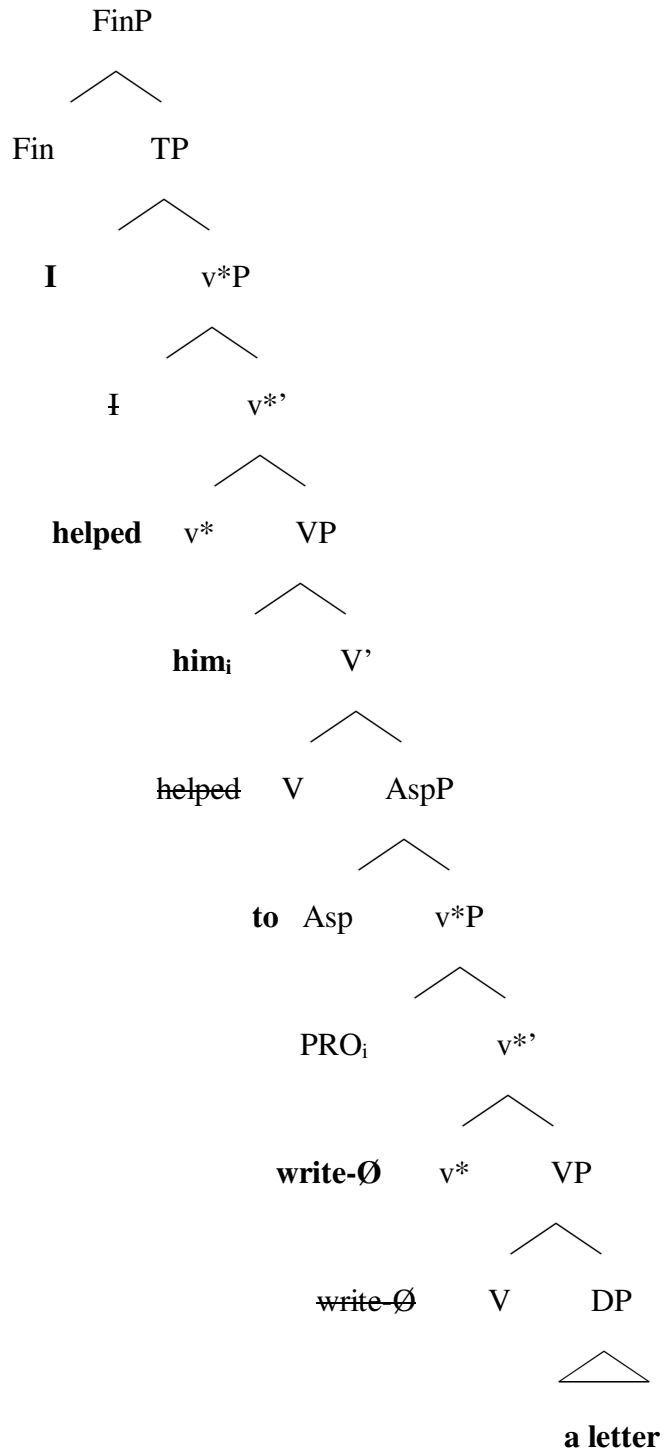 FinP
Fin TP
I v*P
I v*’
helped v* VP
himᵢ V’
helped V AspP
to Asp v*P
PROᵢ v*’
write-Ø v* VP
write-Ø V DP
a letter